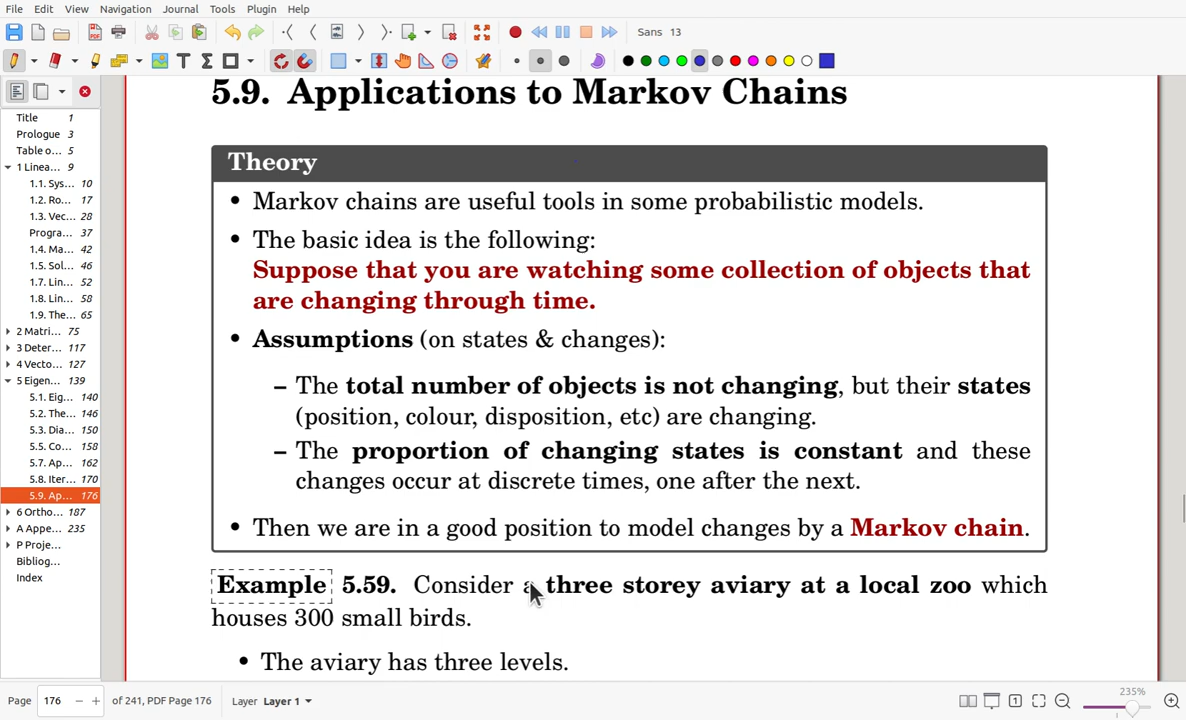 File Edit View Navigation Journal Tools Plugin Help
Sans 13
Title 1
Prologue 3
Table o... 5
1 Linea... 9
1.1. Sys... 10
1.2. Ro... 17
1.3. Vec... 28
Progra... 37
1.4. Ma... 42
1.5. Sol... 46
1.7. Lin... 52
1.8. Lin... 58
1.9. The... 65
2 Matri... 75
3 Deter... 117
4 Vecto... 127
5 Eigen... 139
5.1. Eig... 140
5.2. The... 146
5.3. Dia... 150
5.5. Co... 158
5.7. Ap... 162
5.8. Iter... 170
5.9. Ap... 176
6 Ortho... 187
A Appe... 235
P Proje...
Bibliog...
Index
5.9. Applications to Markov Chains
Theory
• Markov chains are useful tools in some probabilistic models.
• The basic idea is the following:
Suppose that you are watching some collection of objects that
are changing through time.
• Assumptions (on states & changes):
– The total number of objects is not changing, but their states
(position, colour, disposition, etc) are changing.
– The proportion of changing states is constant and these
changes occur at discrete times, one after the next.
• Then we are in a good position to model changes by a Markov chain.
Example 5.59. Consider a three storey aviary at a local zoo which
houses 300 small birds.
• The aviary has three levels.
Page 176 − + of 241, PDF Page 176 Layer Layer 1
1
235%